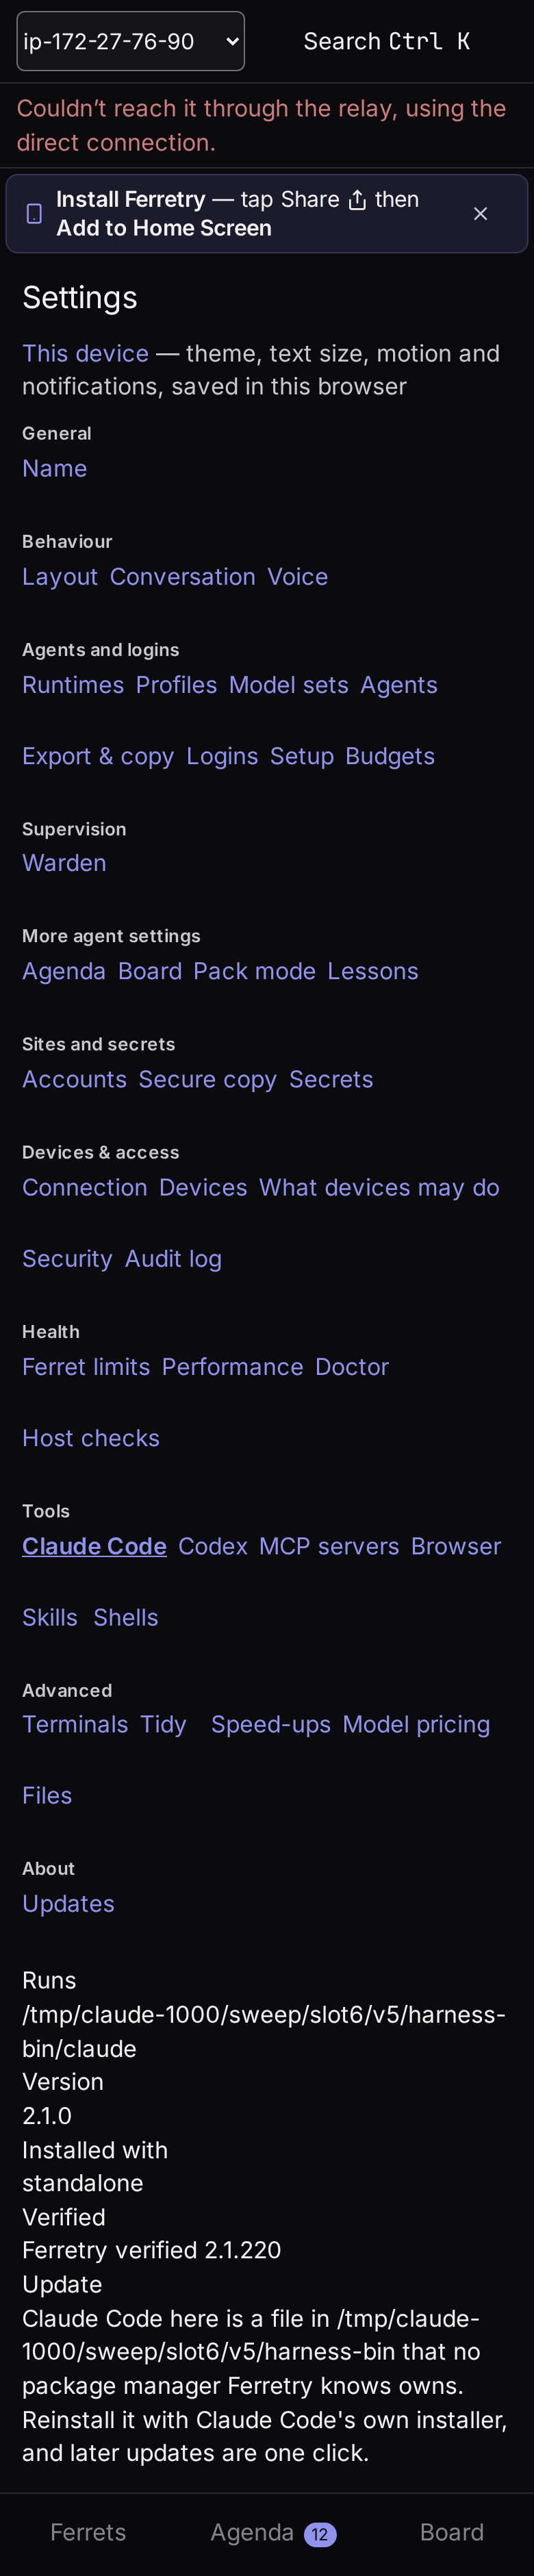 ip-172-27-76-90
Search Ctrl K
Couldn’t reach it through the relay, using the
direct connection.
Install Ferretry — tap Share then
Add to Home Screen
Settings
This device — theme, text size, motion and
notifications, saved in this browser
General
Name
Behaviour
Layout Conversation Voice
Agents and logins
Runtimes Profiles Model sets Agents
Export & copy Logins Setup Budgets
Supervision
Warden
More agent settings
Agenda Board Pack mode Lessons
Sites and secrets
Accounts Secure copy Secrets
Devices & access
Connection Devices What devices may do
Security Audit log
Health
Ferret limits Performance Doctor
Host checks
Tools
Claude Code Codex MCP servers Browser
Skills Shells
Advanced
Terminals Tidy Speed-ups Model pricing
Files
About
Updates
Runs
/tmp/claude-1000/sweep/slot6/v5/harness-
bin/claude
Version
2.1.0
Installed with
standalone
Verified
Ferretry verified 2.1.220
Update
Claude Code here is a file in /tmp/claude-
1000/sweep/slot6/v5/harness-bin that no
package manager Ferretry knows owns.
Reinstall it with Claude Code's own installer,
and later updates are one click.
Ferrets Agenda 12 Board